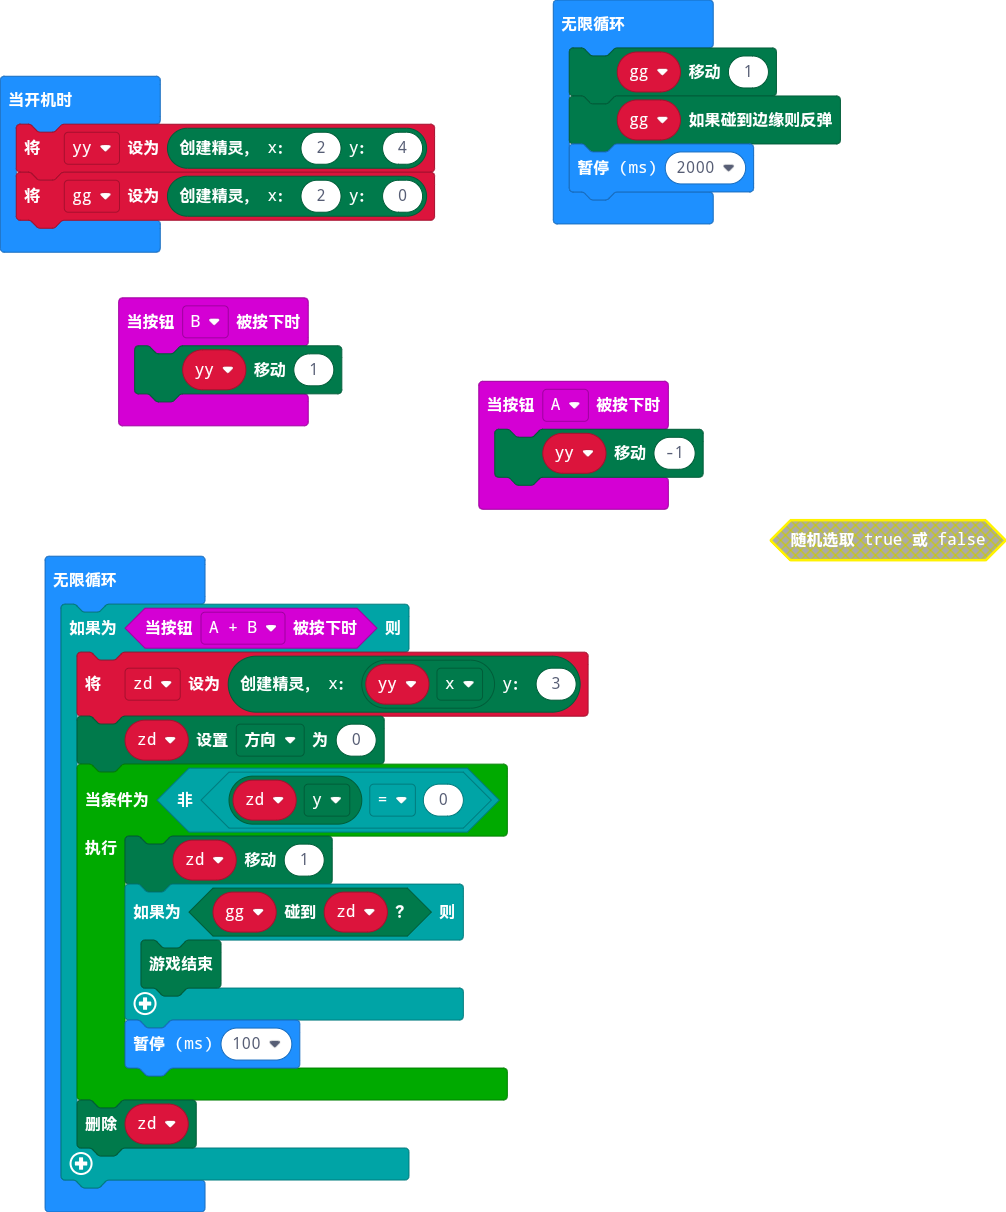 当开机时
将 yy 设为 创建精灵, x: 2 y: 4
将 gg 设为 创建精灵, x: 2 y: 0
无限循环
gg 移动 1
gg 如果碰到边缘则反弹
暂停 (ms) 2000
当按钮 B 被按下时
yy 移动 1
当按钮 A 被按下时
yy 移动 -1
随机选取 true 或 false
无限循环
如果为 当按钮 A + B 被按下时 则
将 zd 设为 创建精灵, x: yy x y: 3
zd 设置 方向 为 0
当条件为 非 zd y = 0
执行 zd 移动 1
如果为 gg 碰到 zd ? 则
游戏结束
暂停 (ms) 100
删除 zd